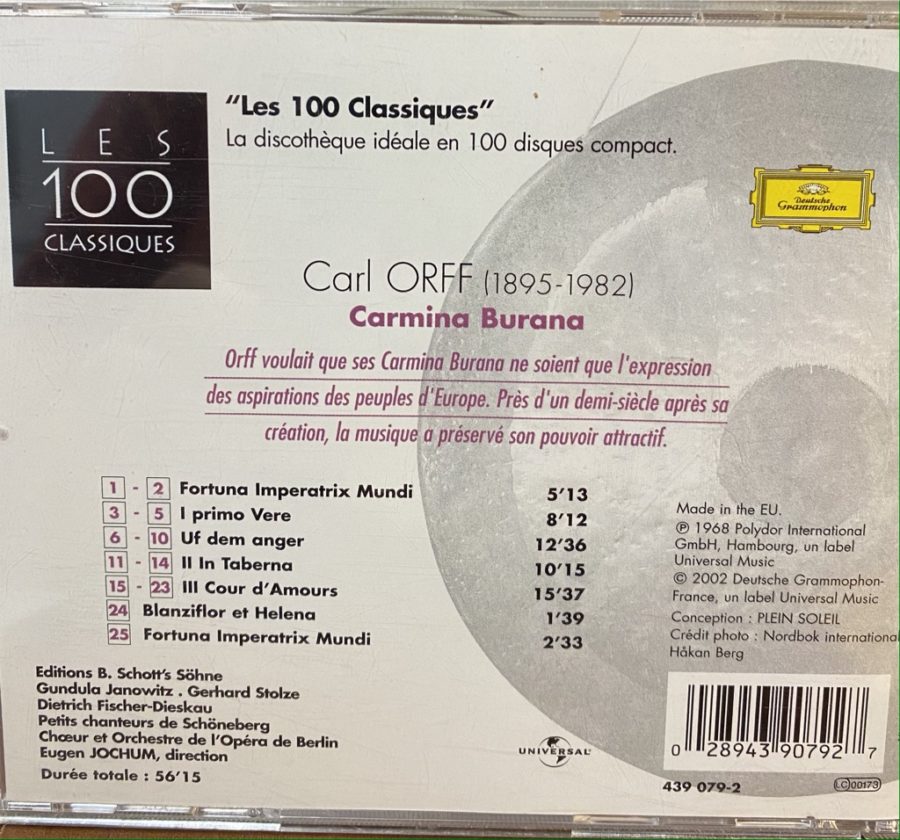 LES
100
CLASSIQUES
"Les 100 Classiques"
La discothèque idéale en 100 disques compact.
Deutsche
Grammophon
Carl ORFF (1895-1982)
Carmina Burana
Orff voulait que ses Carmina Burana ne soient que l'expression
des aspirations des peuples d'Europe. Près d'un demi-siècle après sa
création, la musique a préservé son pouvoir attractif.
1 - 2 Fortuna Imperatrix Mundi 5'13
3 - 5 I primo Vere 8'12
6 - 10 Uf dem anger 12'36
11 - 14 II In Taberna 10'15
15 - 23 III Cour d'Amours 15'37
24 Blanziflor et Helena 1'39
25 Fortuna Imperatrix Mundi 2'33
Made in the EU.
℗ 1968 Polydor International
GmbH, Hambourg, un label
Universal Music
© 2002 Deutsche Grammophon-
France, un label Universal Music
Conception : PLEIN SOLEIL
Crédit photo : Nordbok international
Håkan Berg
Editions B. Schott's Söhne
Gundula Janowitz . Gerhard Stolze
Dietrich Fischer-Dieskau
Petits chanteurs de Schöneberg
Chœur et Orchestre de l'Opéra de Berlin
Eugen JOCHUM, direction
Durée totale : 56'15
UNIVERSAL
0 28943 90792 7
439 079-2
LC 00173